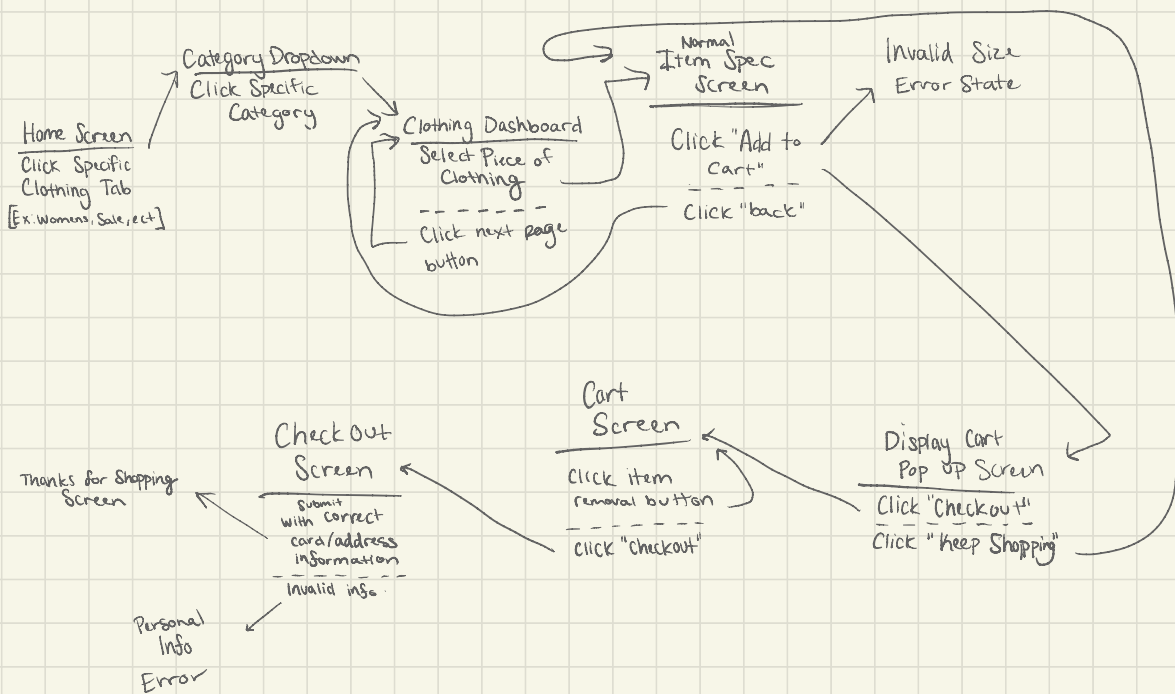 Home Screen
Click Specific
Clothing Tab
[Ex: Womens, Sale, ect]
Category Dropdown
Click Specific
Category
Clothing Dashboard
Select Piece of
Clothing
Click next page
button
Normal
Item Spec
Screen
Click "Add to
Cart"
Click "back"
Invalid Size
Error State
Display Cart
Pop up Screen
Click "Checkout"
Click "Keep Shopping"
Cart
Screen
Click item
removal button
Click "Checkout"
Check Out
Screen
Submit
with correct
card/address
information
Invalid info.
Thanks for Shopping
Screen
Personal
Info
Error